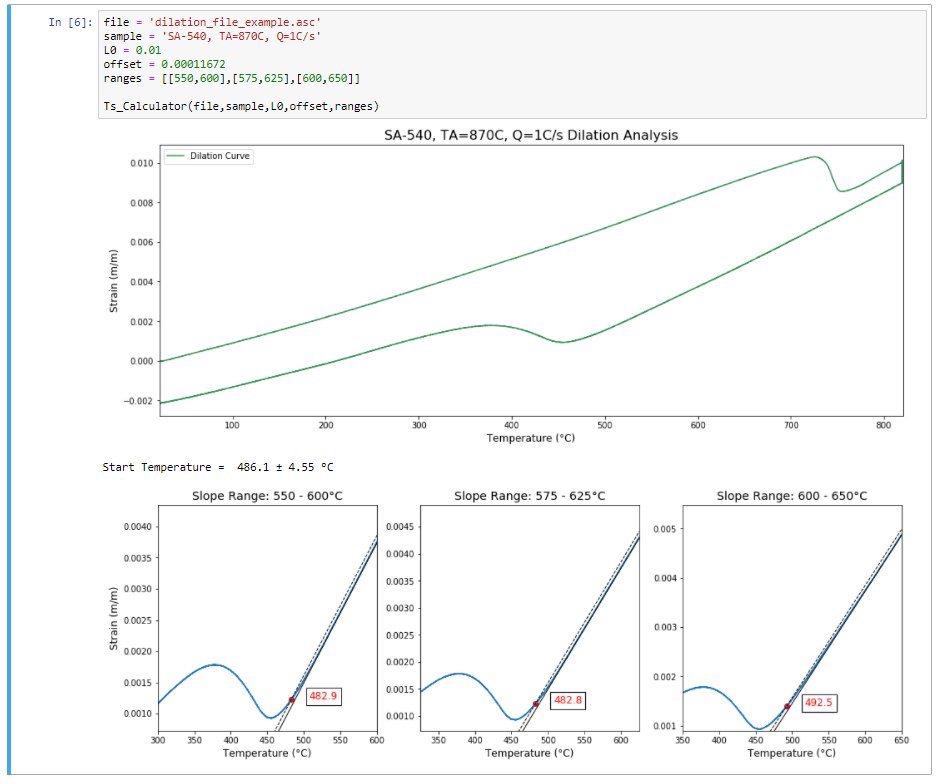 In [6]: file = 'dilation_file_example.asc'
sample = 'SA-540, TA=870C, Q=1C/s'
L0 = 0.01
offset = 0.00011672
ranges = [[550,600],[575,625],[600,650]]
Ts_Calculator(file,sample,L0,offset,ranges)
SA-540, TA=870C, Q=1C/s Dilation Analysis
Dilation Curve
0.010
0.008
0.006
0.004
0.002
0.000
−0.002
Strain (m/m)
100 200 300 400 500 600 700 800
Temperature (°C)
Start Temperature =  486.1 ± 4.55 °C
Slope Range: 550 - 600°C
0.0040
0.0035
0.0030
0.0025
0.0020
0.0015
0.0010
Strain (m/m)
482.9
300 350 400 450 500 550 600
Temperature (°C)
Slope Range: 575 - 625°C
0.0045
0.0040
0.0035
0.0030
0.0025
0.0020
0.0015
0.0010
482.8
350 400 450 500 550 600
Temperature (°C)
Slope Range: 600 - 650°C
0.005
0.004
0.003
0.002
0.001
492.5
350 400 450 500 550 600 650
Temperature (°C)